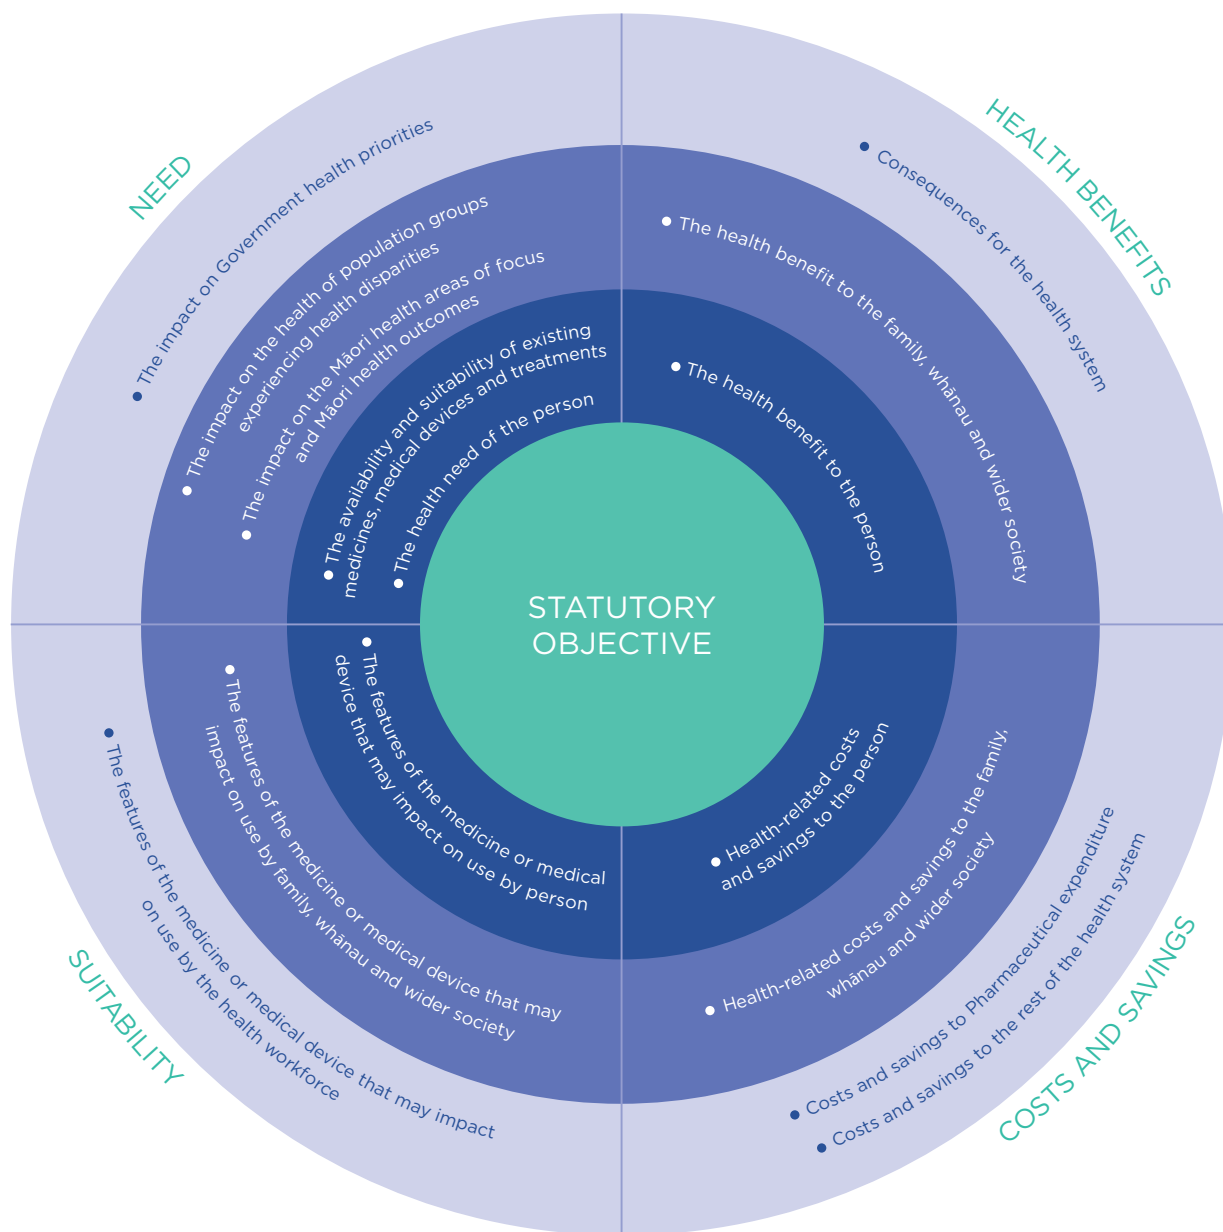 NEED
The impact on Government health priorities
The impact on the health of population groups
experiencing health disparities
The impact on the Māori health areas of focus
and Māori health outcomes
The availability and suitability of existing
medicines, medical devices and treatments
The health need of the person
HEALTH BENEFITS
Consequences for the health system
The health benefit to the family, whānau and wider society
The health benefit to the person
STATUTORY
OBJECTIVE
SUITABILITY
The features of the medicine or medical
device that may impact on use by person
The features of the medicine or medical device that may
impact on use by family, whānau and wider society
The features of the medicine or medical device that may impact
on use by the health workforce
COSTS AND SAVINGS
Health-related costs
and savings to the person
Health-related costs and savings to the family,
whānau and wider society
Costs and savings to Pharmaceutical expenditure
Costs and savings to the rest of the health system